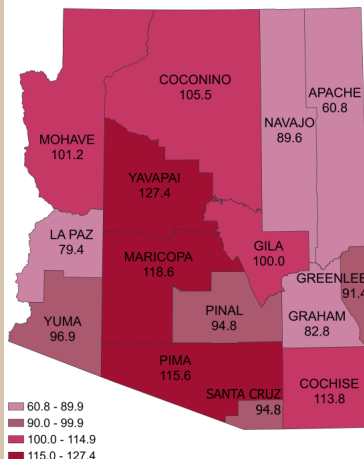 COCONINO
105.5
APACHE
60.8
NAVAJO
89.6
MOHAVE
101.2
YAVAPAI
127.4
LA PAZ
79.4
MARICOPA
118.6
GILA
100.0
GREENLEE
91.4
PINAL
94.8
GRAHAM
82.8
YUMA
96.9
PIMA
115.6
SANTA CRUZ
94.8
COCHISE
113.8
60.8 - 89.9
90.0 - 99.9
100.0 - 114.9
115.0 - 127.4